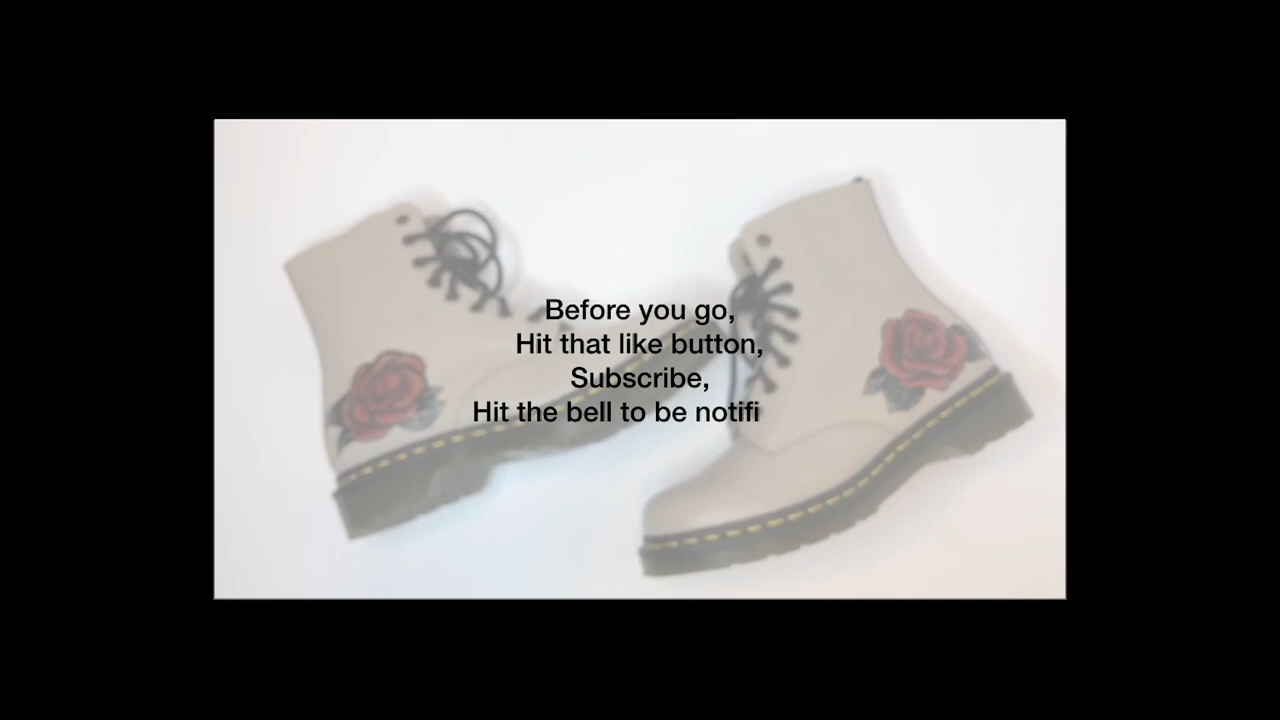 Before you go,
Hit that like button,
Subscribe,
Hit the bell to be notifi